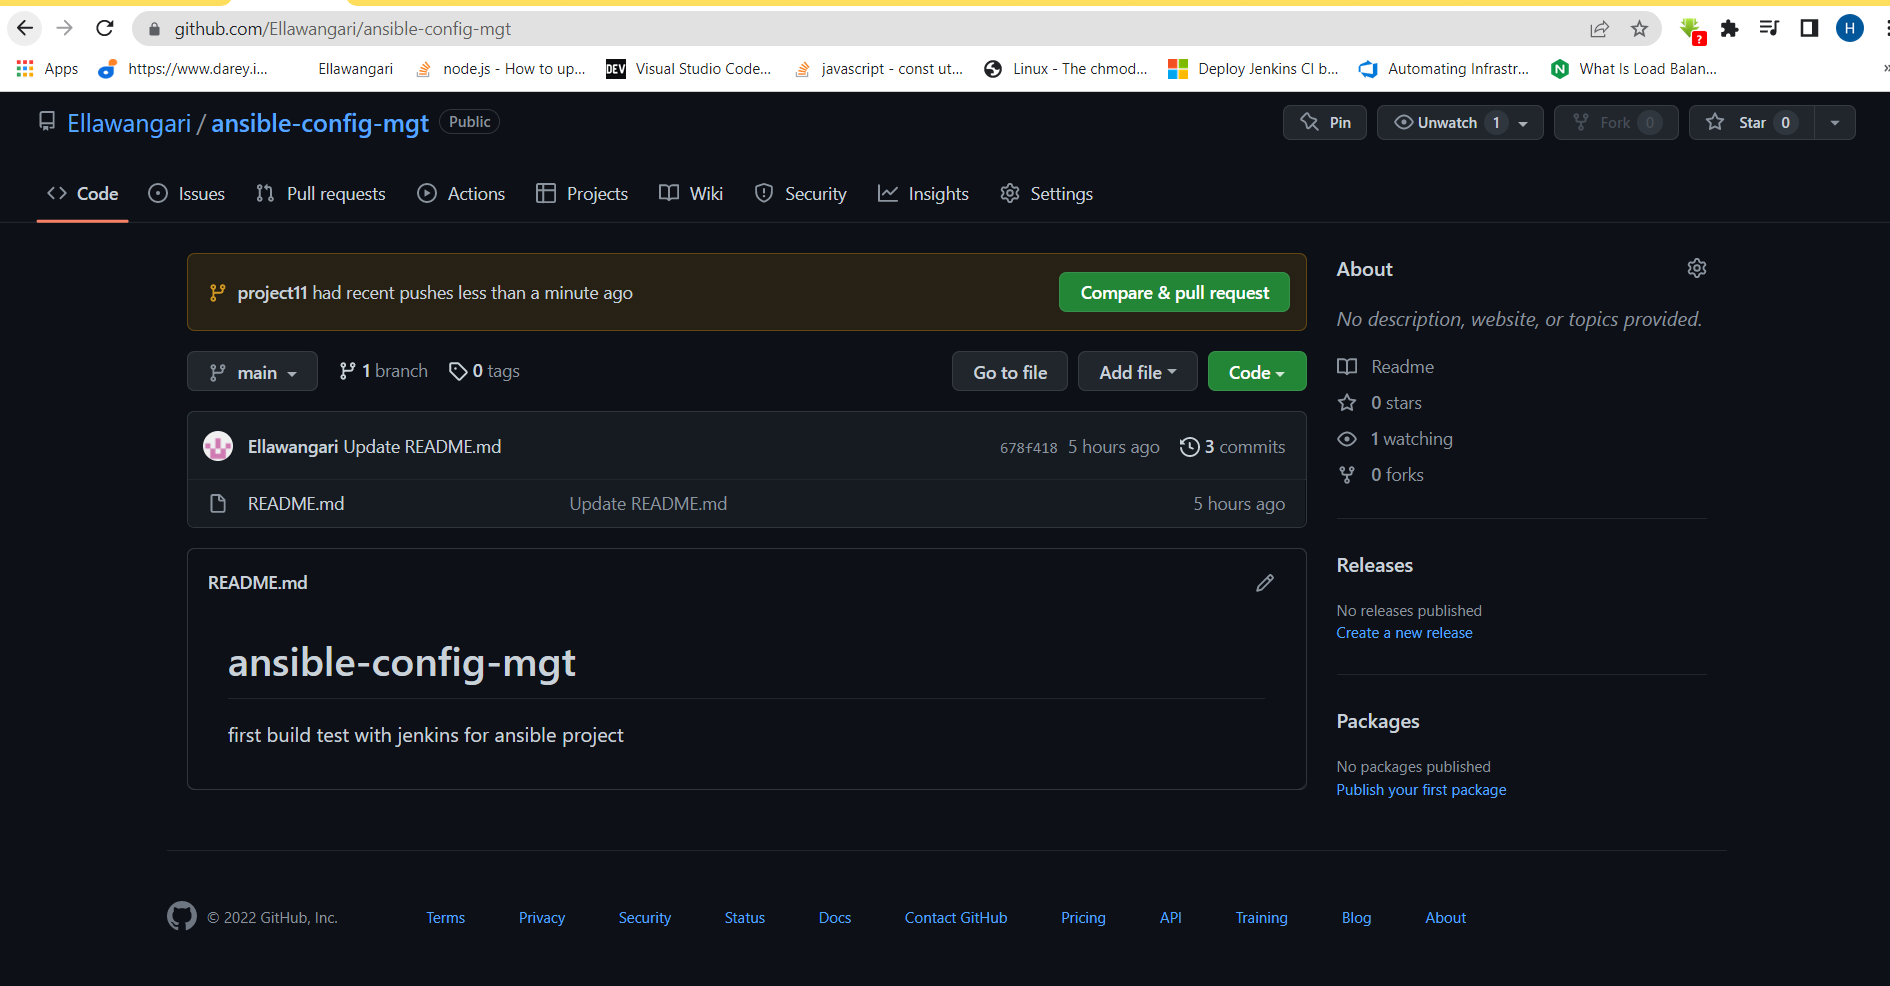 github.com/Ellawangari/ansible-config-mgt
?
H
Apps https://www.darey.i... Ellawangari node.js - How to up... DEV Visual Studio Code... javascript - const ut... Linux - The chmod... Deploy Jenkins CI b... Automating Infrastr... N What Is Load Balan... »
Ellawangari / ansible-config-mgt Public
Pin Unwatch 1 Fork 0 Star 0
Code Issues Pull requests Actions Projects Wiki Security Insights Settings
project11 had recent pushes less than a minute ago Compare & pull request
main 1 branch 0 tags Go to file Add file Code
Ellawangari Update README.md 678f418 5 hours ago 3 commits
README.md Update README.md 5 hours ago
README.md
ansible-config-mgt
first build test with jenkins for ansible project
About
No description, website, or topics provided.
Readme
0 stars
1 watching
0 forks
Releases
No releases published
Create a new release
Packages
No packages published
Publish your first package
© 2022 GitHub, Inc. Terms Privacy Security Status Docs Contact GitHub Pricing API Training Blog About